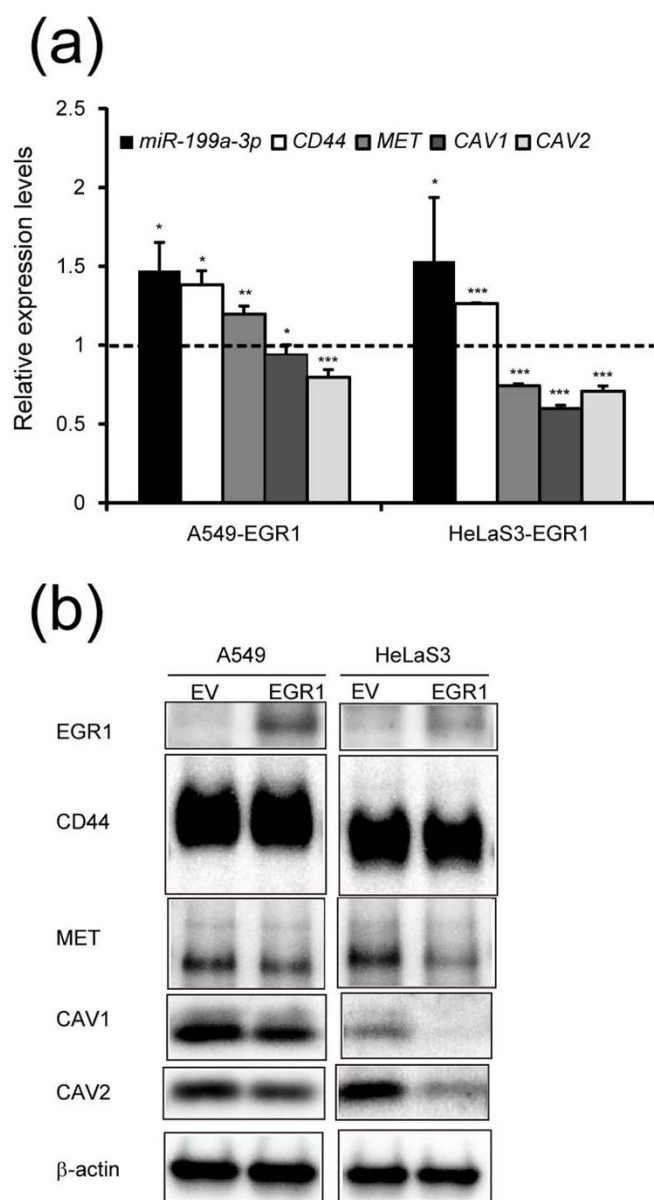 (a)
2.5
miR-199a-3p CD44 MET CAV1 CAV2
2
1.5
1
0.5
0
Relative expression levels
* * ** * ***
* *** *** *** ***
A549-EGR1 HeLaS3-EGR1
(b)
A549 HeLaS3
EV EGR1 EV EGR1
EGR1
CD44
MET
CAV1
CAV2
β-actin